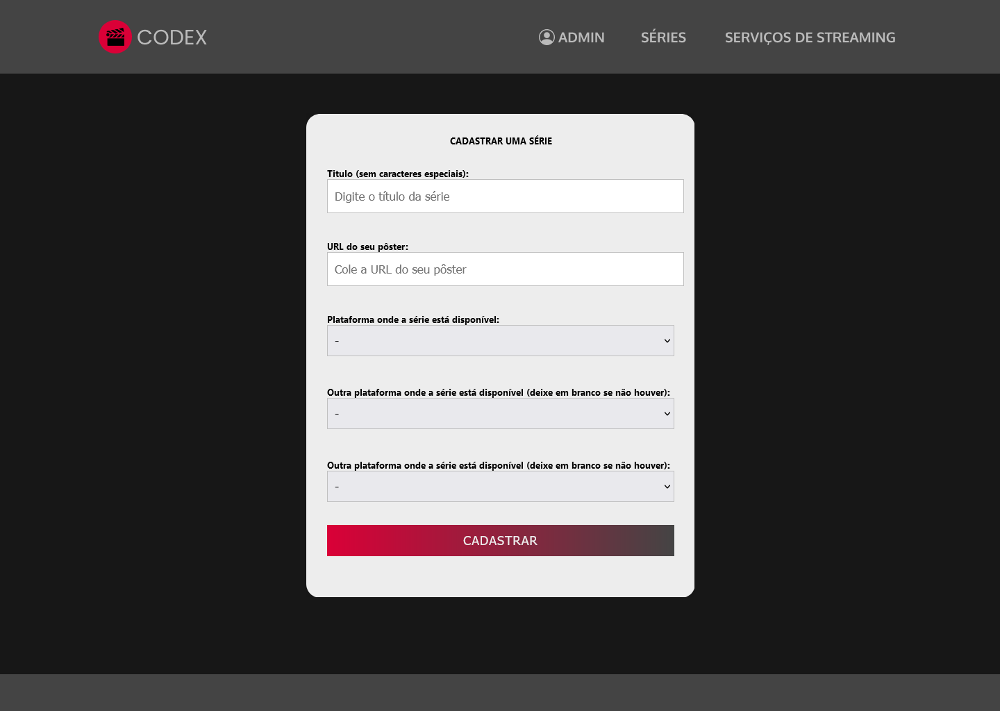 CODEX
ADMIN
SÉRIES
SERVIÇOS DE STREAMING
CADASTRAR UMA SÉRIE
Titulo (sem caracteres especiais):
Digite o título da série
URL do seu pôster:
Cole a URL do seu pôster
Plataforma onde a série está disponível:
-
Outra plataforma onde a série está disponível (deixe em branco se não houver):
-
Outra plataforma onde a série está disponível (deixe em branco se não houver):
-
CADASTRAR